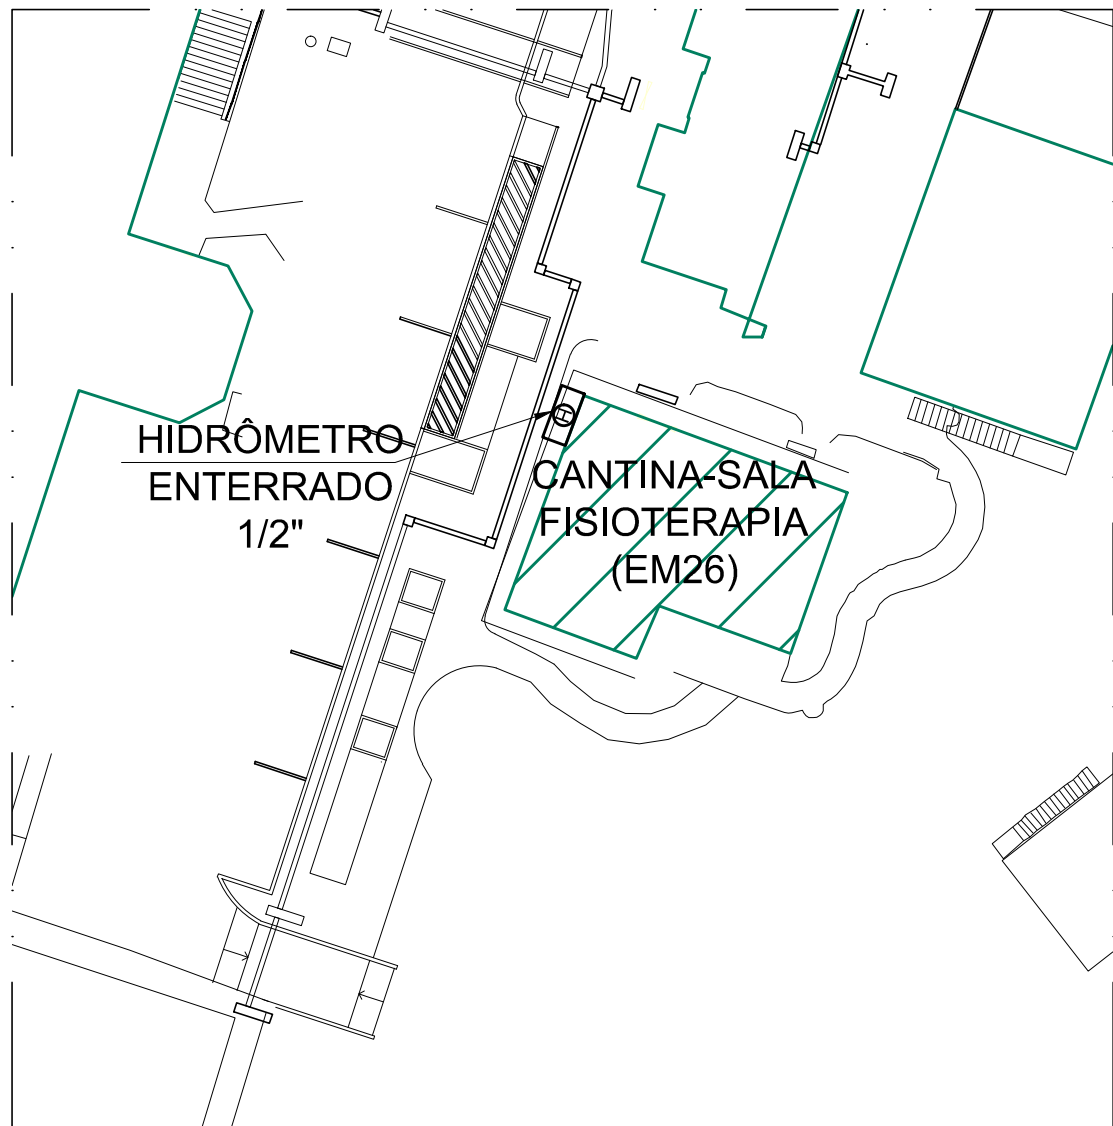 HIDRÔMETRO
ENTERRADO
1/2"
H
CANTINA-SALA
FISIOTERAPIA
(EM26)